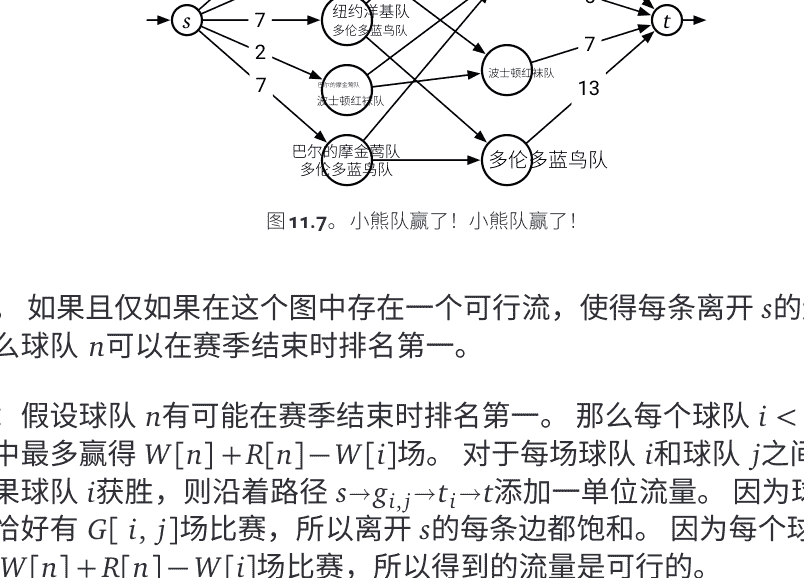 s
7
纽约洋基队
多伦多蓝鸟队
t
2
7
波士顿红袜队
7
巴尔的摩金莺队
波士顿红袜队
13
巴尔的摩金莺队
多伦多蓝鸟队
多伦多蓝鸟队
图 11.7。 小熊队赢了！小熊队赢了！
如果且仅如果在这个图中存在一个可行流，使得每条离开 s的
么球队 n可以在赛季结束时排名第一。
：假设球队 n有可能在赛季结束时排名第一。 那么每个球队 i <
中最多赢得 W[n]+R[n]−W[i]场。 对于每场球队 i和球队 j之间
果球队 i获胜，则沿着路径 s→g_{i,j}→t_i→t添加一单位流量。 因为球
恰好有 G[ i, j]场比赛，所以离开 s的每条边都饱和。 因为每个球
W[n]+R[n]−W[i]场比赛，所以得到的流量是可行的。